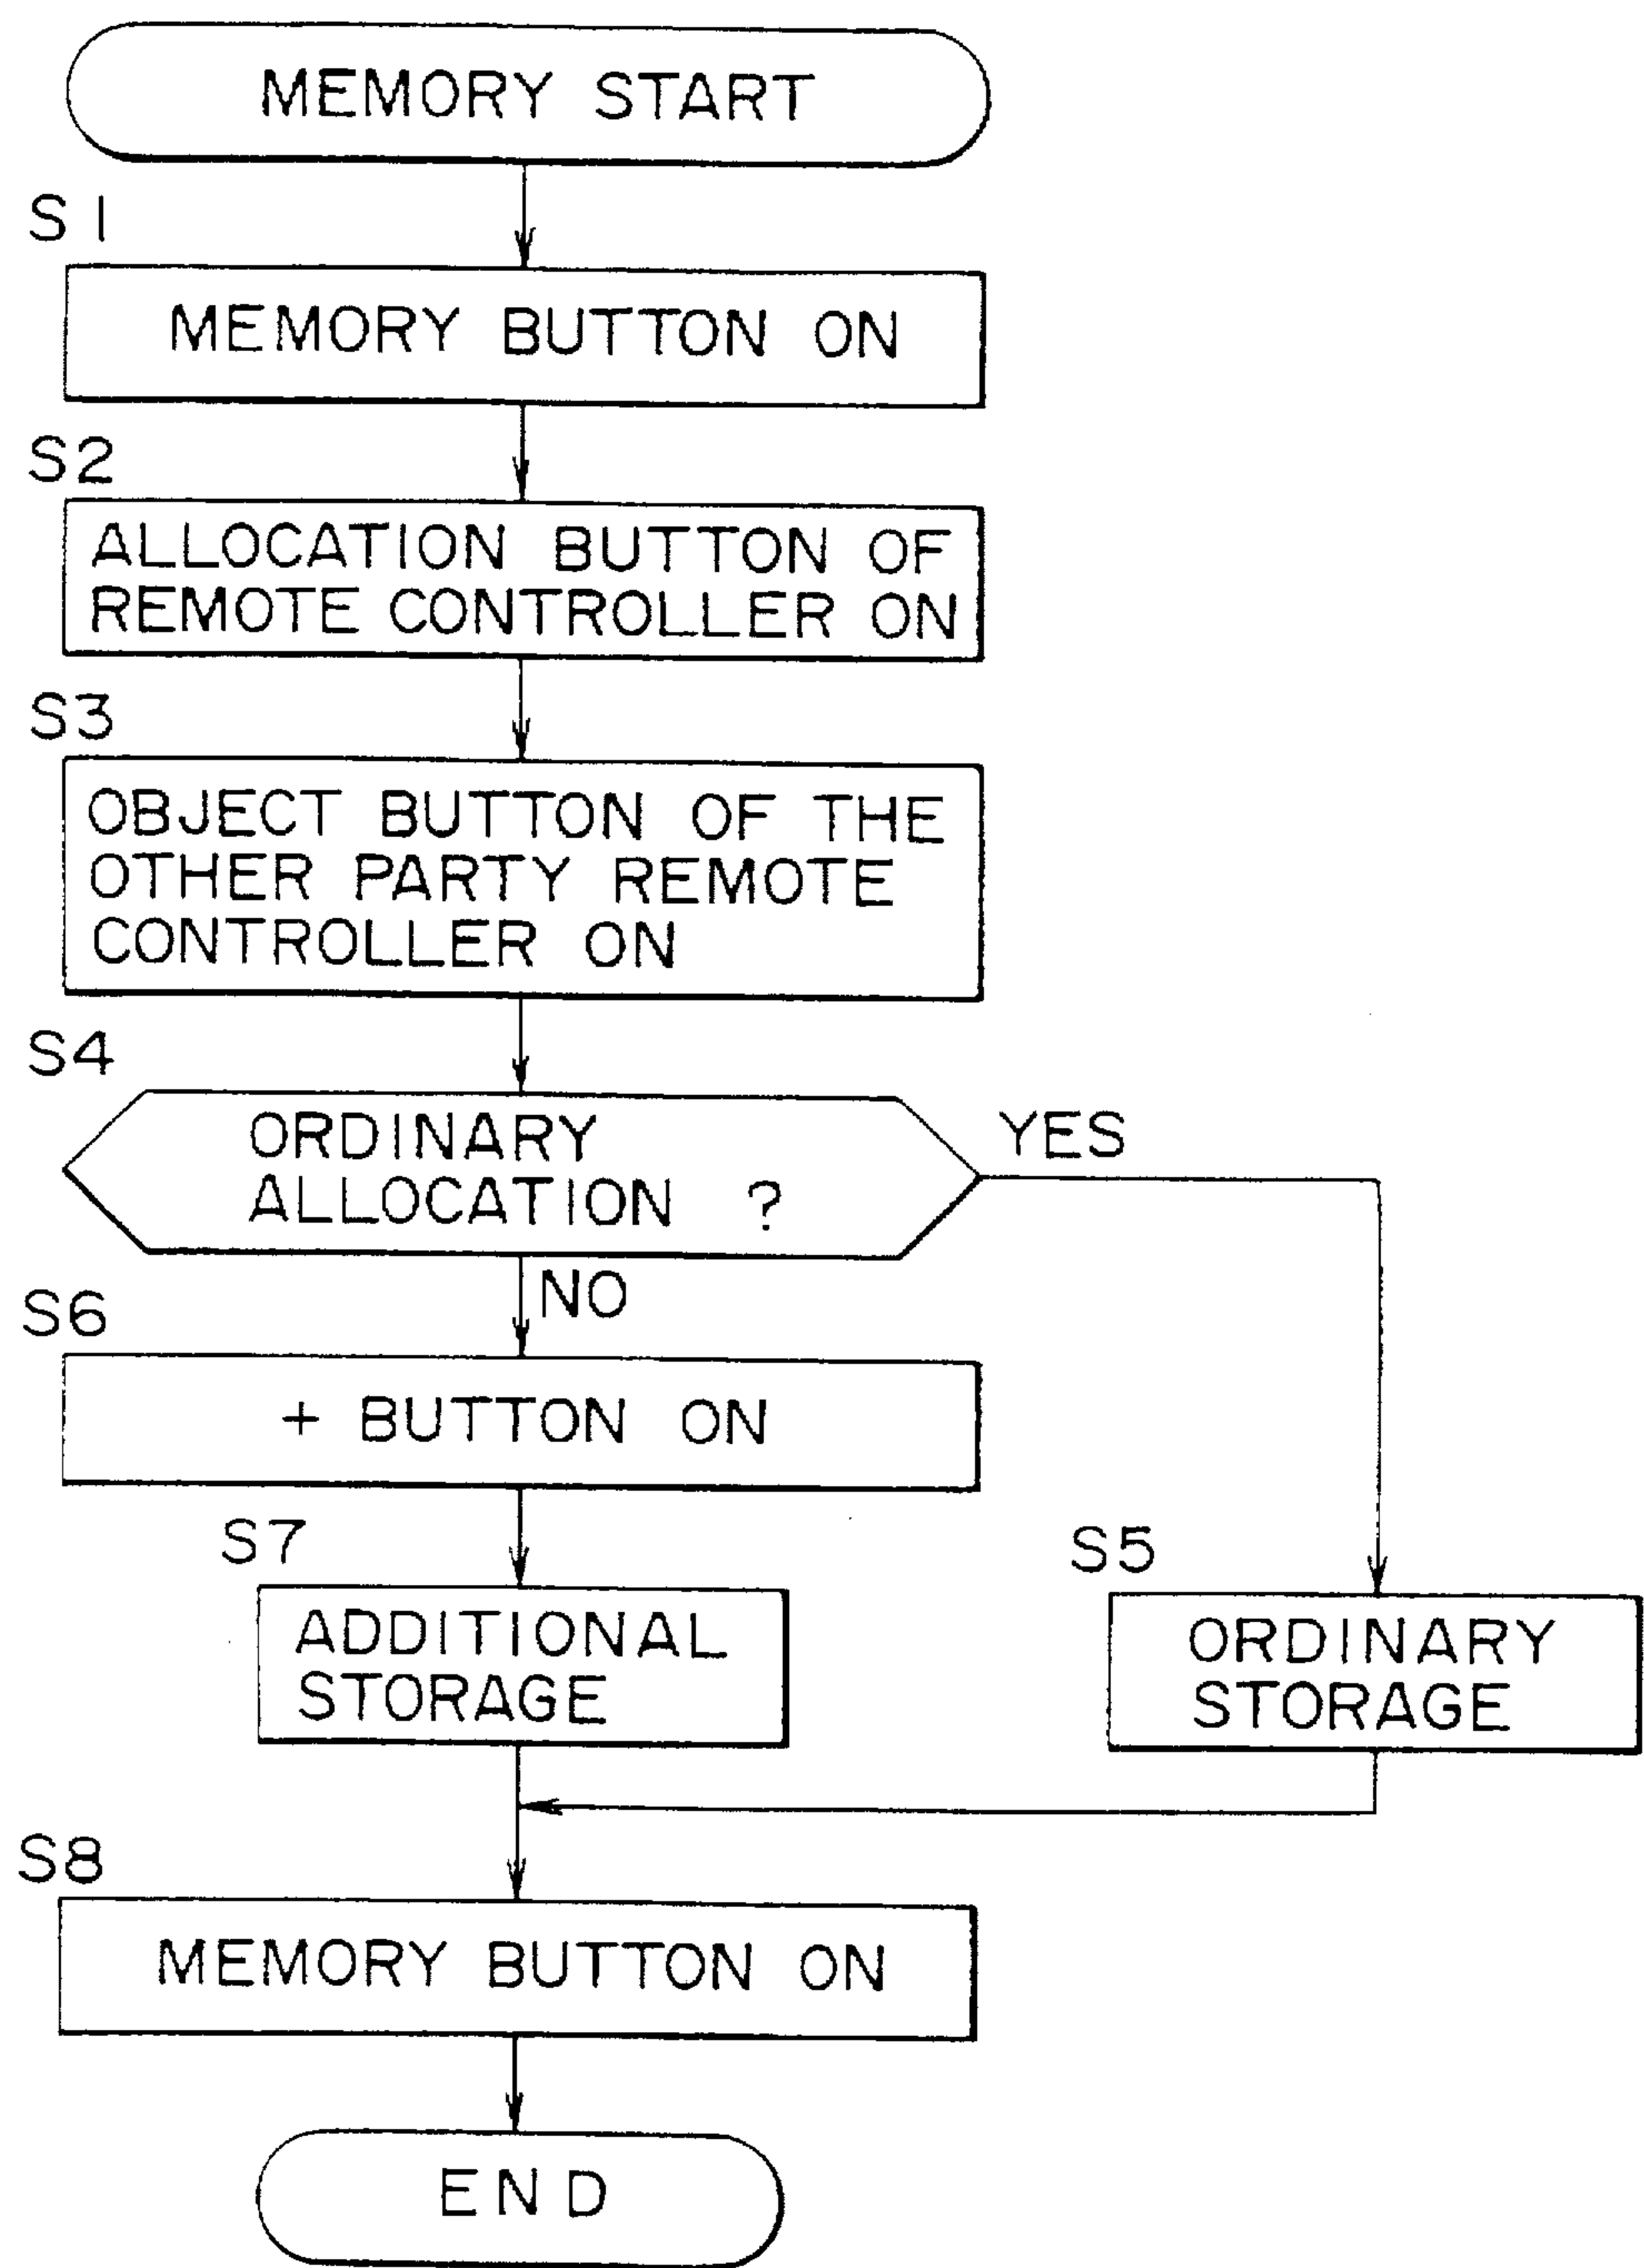 MEMORY START
S1
MEMORY BUTTON ON
S2
ALLOCATION BUTTON OF
REMOTE CONTROLLER ON
S3
OBJECT BUTTON OF THE
OTHER PARTY REMOTE
CONTROLLER ON
S4
ORDINARY
ALLOCATION ?
YES
NO
S6
+ BUTTON ON
S7
ADDITIONAL
STORAGE
S5
ORDINARY
STORAGE
S8
MEMORY BUTTON ON
END